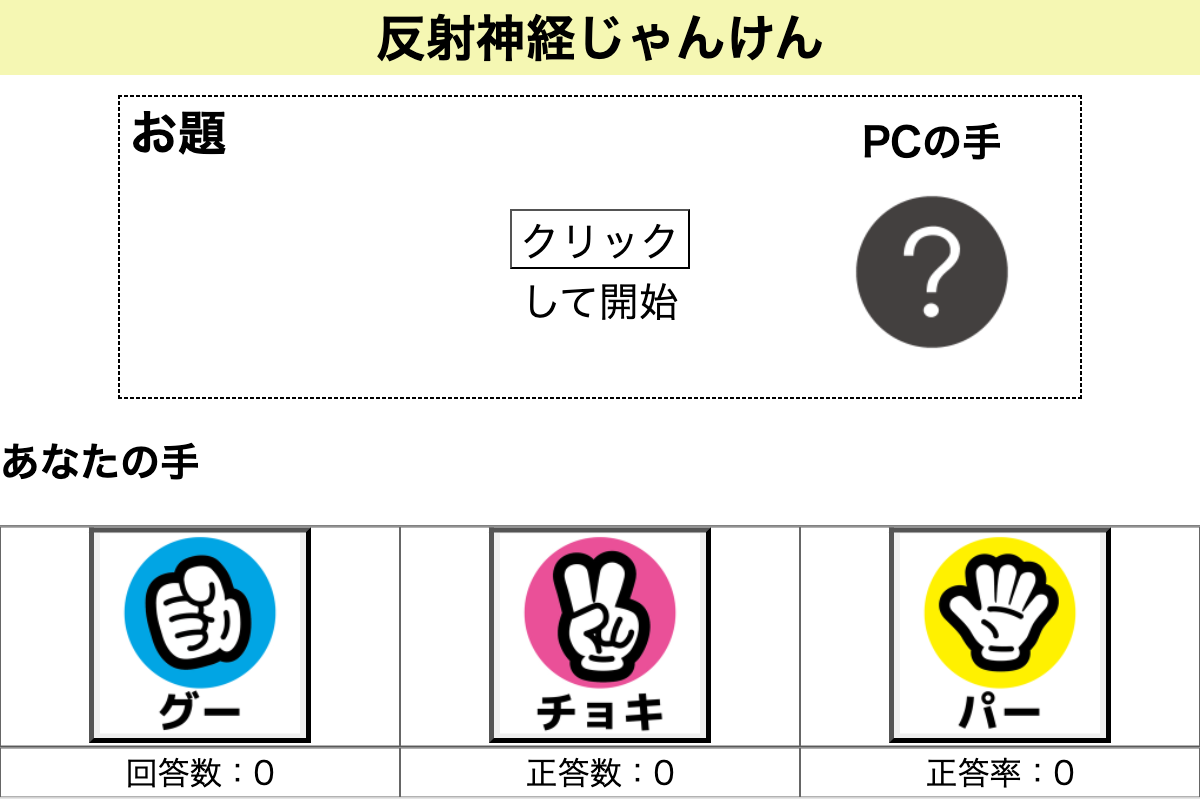 反射神経じゃんけん
お題
PCの手
?
クリック
して開始
あなたの手
グー
チョキ
パー
回答数：0
正答数：0
正答率：0